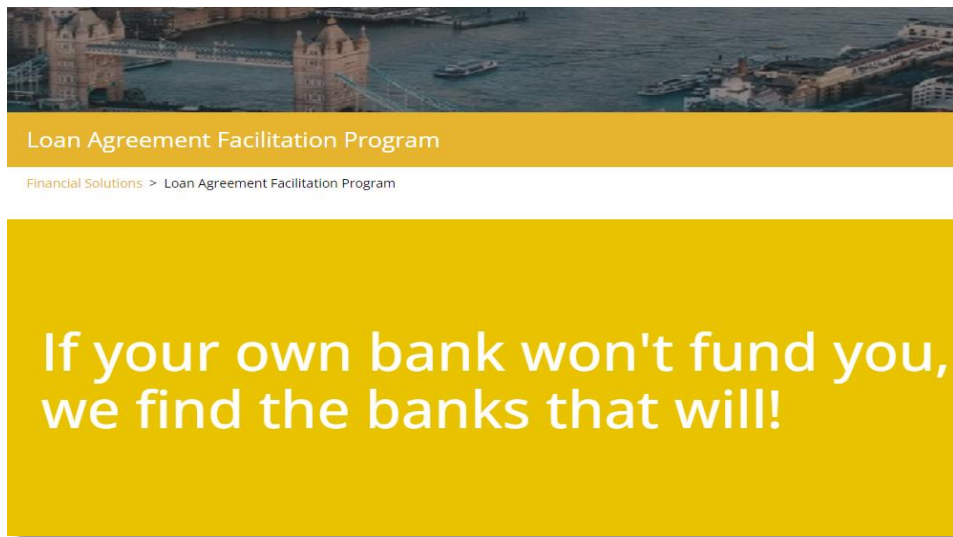 Loan Agreement Facilitation Program
Financial Solutions > Loan Agreement Facilitation Program
If your own bank won't fund you,
we find the banks that will!